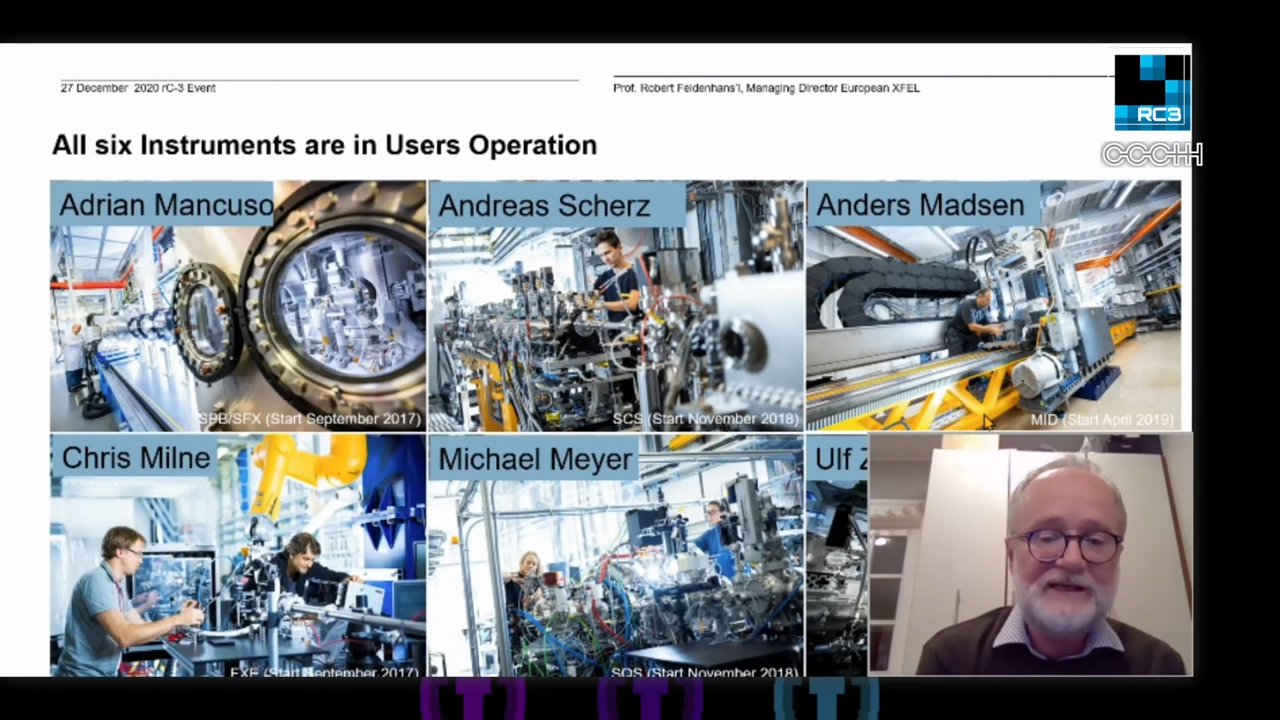 27 December 2020 rC-3 Event
Prof. Robert Feidenhans'l, Managing Director European XFEL
RC3
CCCHH
All six Instruments are in Users Operation
Adrian Mancuso
Andreas Scherz
Anders Madsen
SPB/SFX (Start September 2017)
SCS (Start November 2018)
MID (Start April 2019)
Chris Milne
Michael Meyer
Ulf
FXE (Start September 2017)
SQS (Start November 2018)